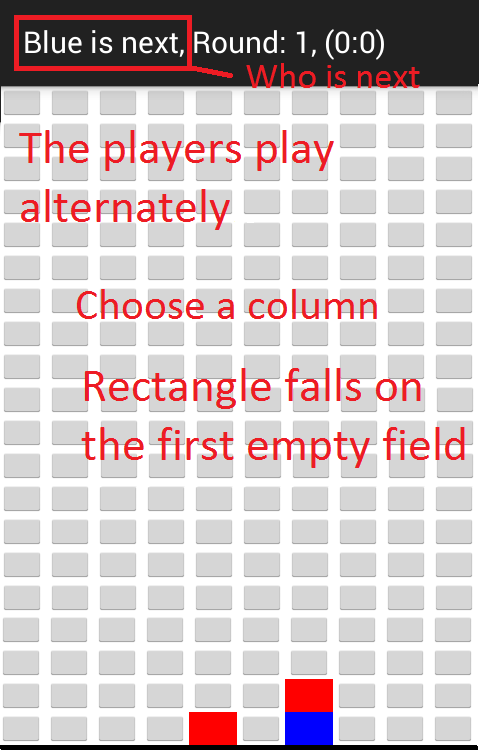 Blue is next, Round: 1, (0:0)
Who is next
The players play
alternately
Choose a column
Rectangle falls on
the first empty field